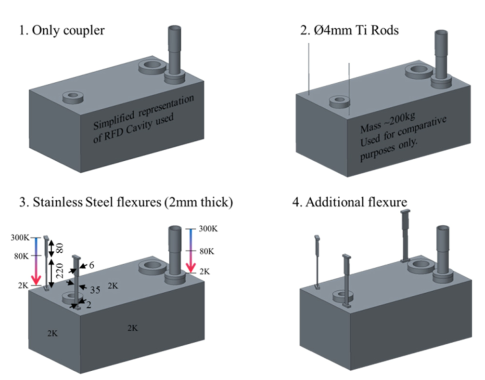 1. Only coupler
2. Ø4mm Ti Rods
Simplified representation
of RFD Cavity used
Mass ~200kg
Used for comparative
purposes only.
3. Stainless Steel flexures (2mm thick)
4. Additional flexure
300K
80
80K
220
2K
6
35
2
2K
2K
2K
300K
80K
2K